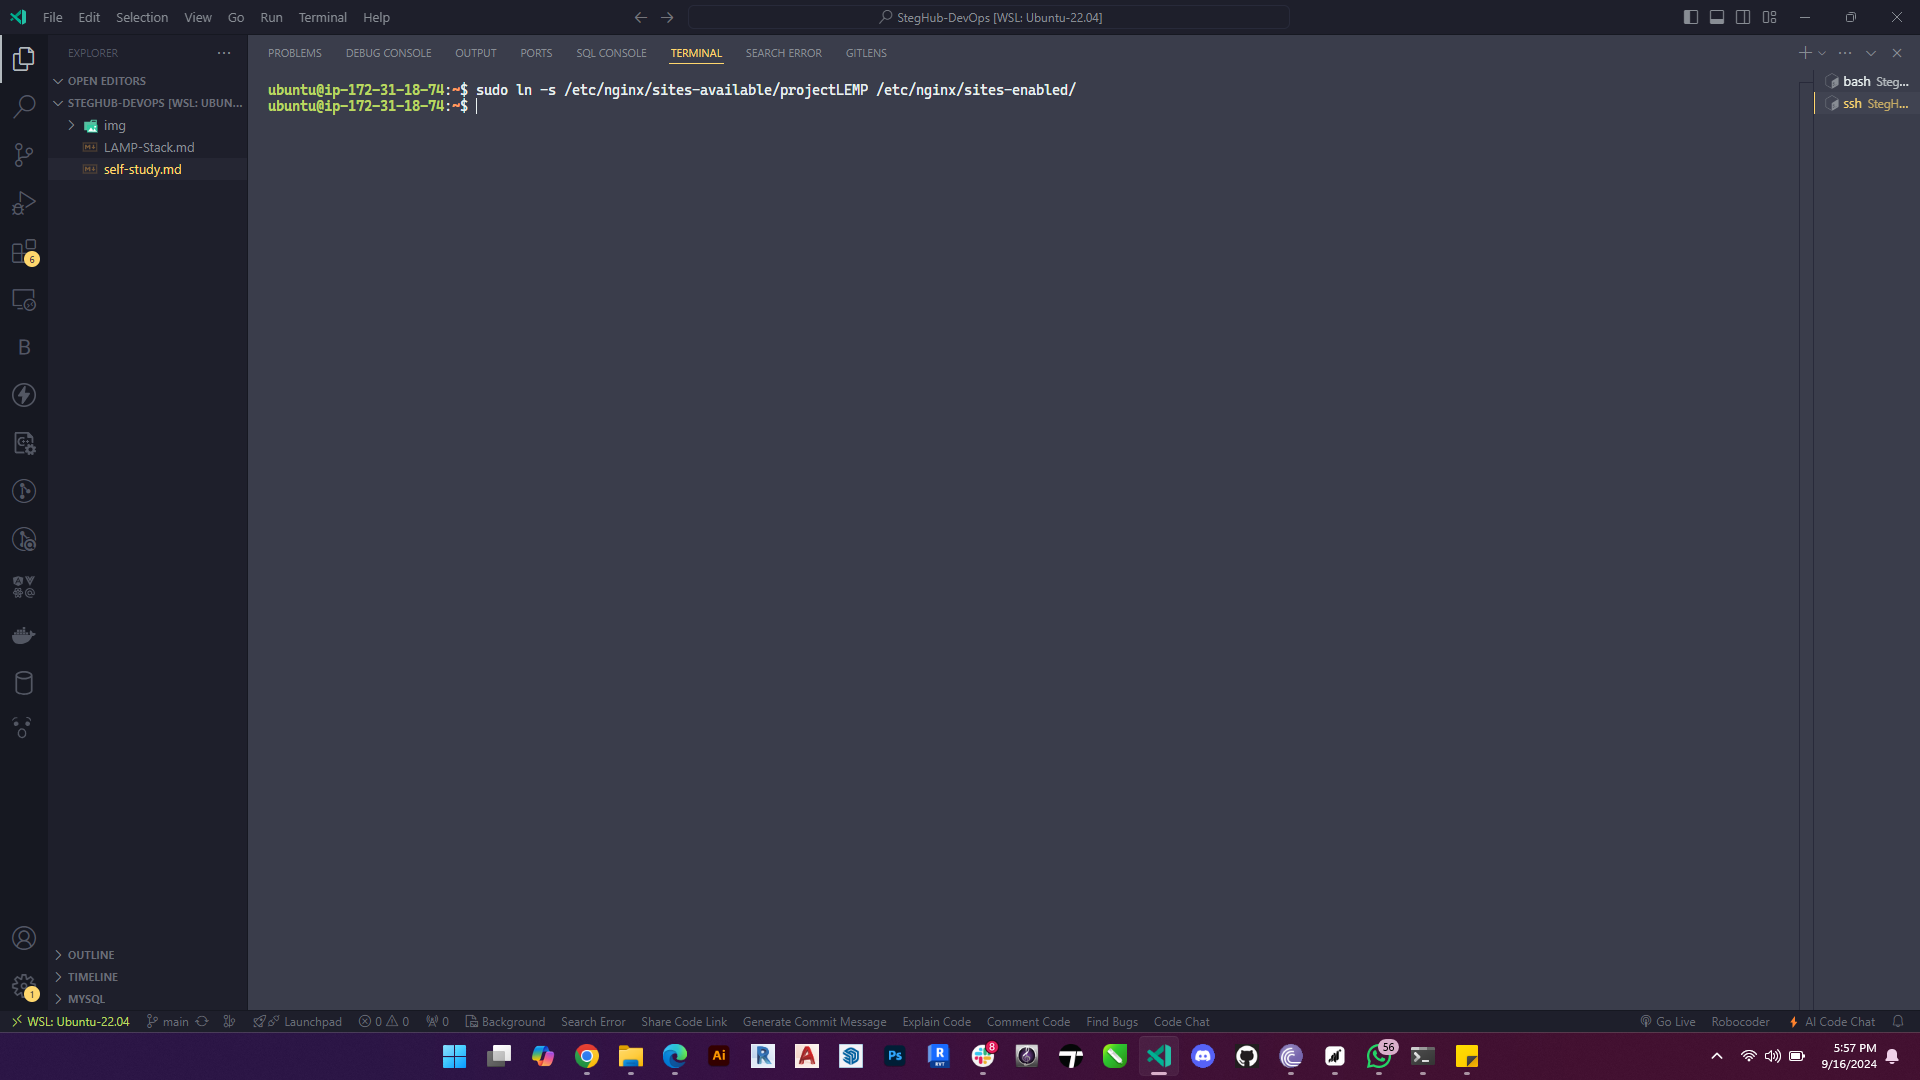 File Edit Selection View Go Run Terminal Help
StegHub-DevOps [WSL: Ubuntu-22.04]
EXPLORER
PROBLEMS DEBUG CONSOLE OUTPUT PORTS SQL CONSOLE TERMINAL SEARCH ERROR GITLENS
OPEN EDITORS
STEGHUB-DEVOPS [WSL: UBUN...
img
LAMP-Stack.md
self-study.md
ubuntu@ip-172-31-18-74:~$ sudo ln -s /etc/nginx/sites-available/projectLEMP /etc/nginx/sites-enabled/
ubuntu@ip-172-31-18-74:~$
bash Steg...
ssh StegH...
6
B
OUTLINE
TIMELINE
MYSQL
1
WSL: Ubuntu-22.04 main Launchpad 0 0 0 Background Search Error Share Code Link Generate Commit Message Explain Code Comment Code Find Bugs Code Chat Go Live Robocoder AI Code Chat
Ai R A Ps R RVT 8 56
5:57 PM
9/16/2024